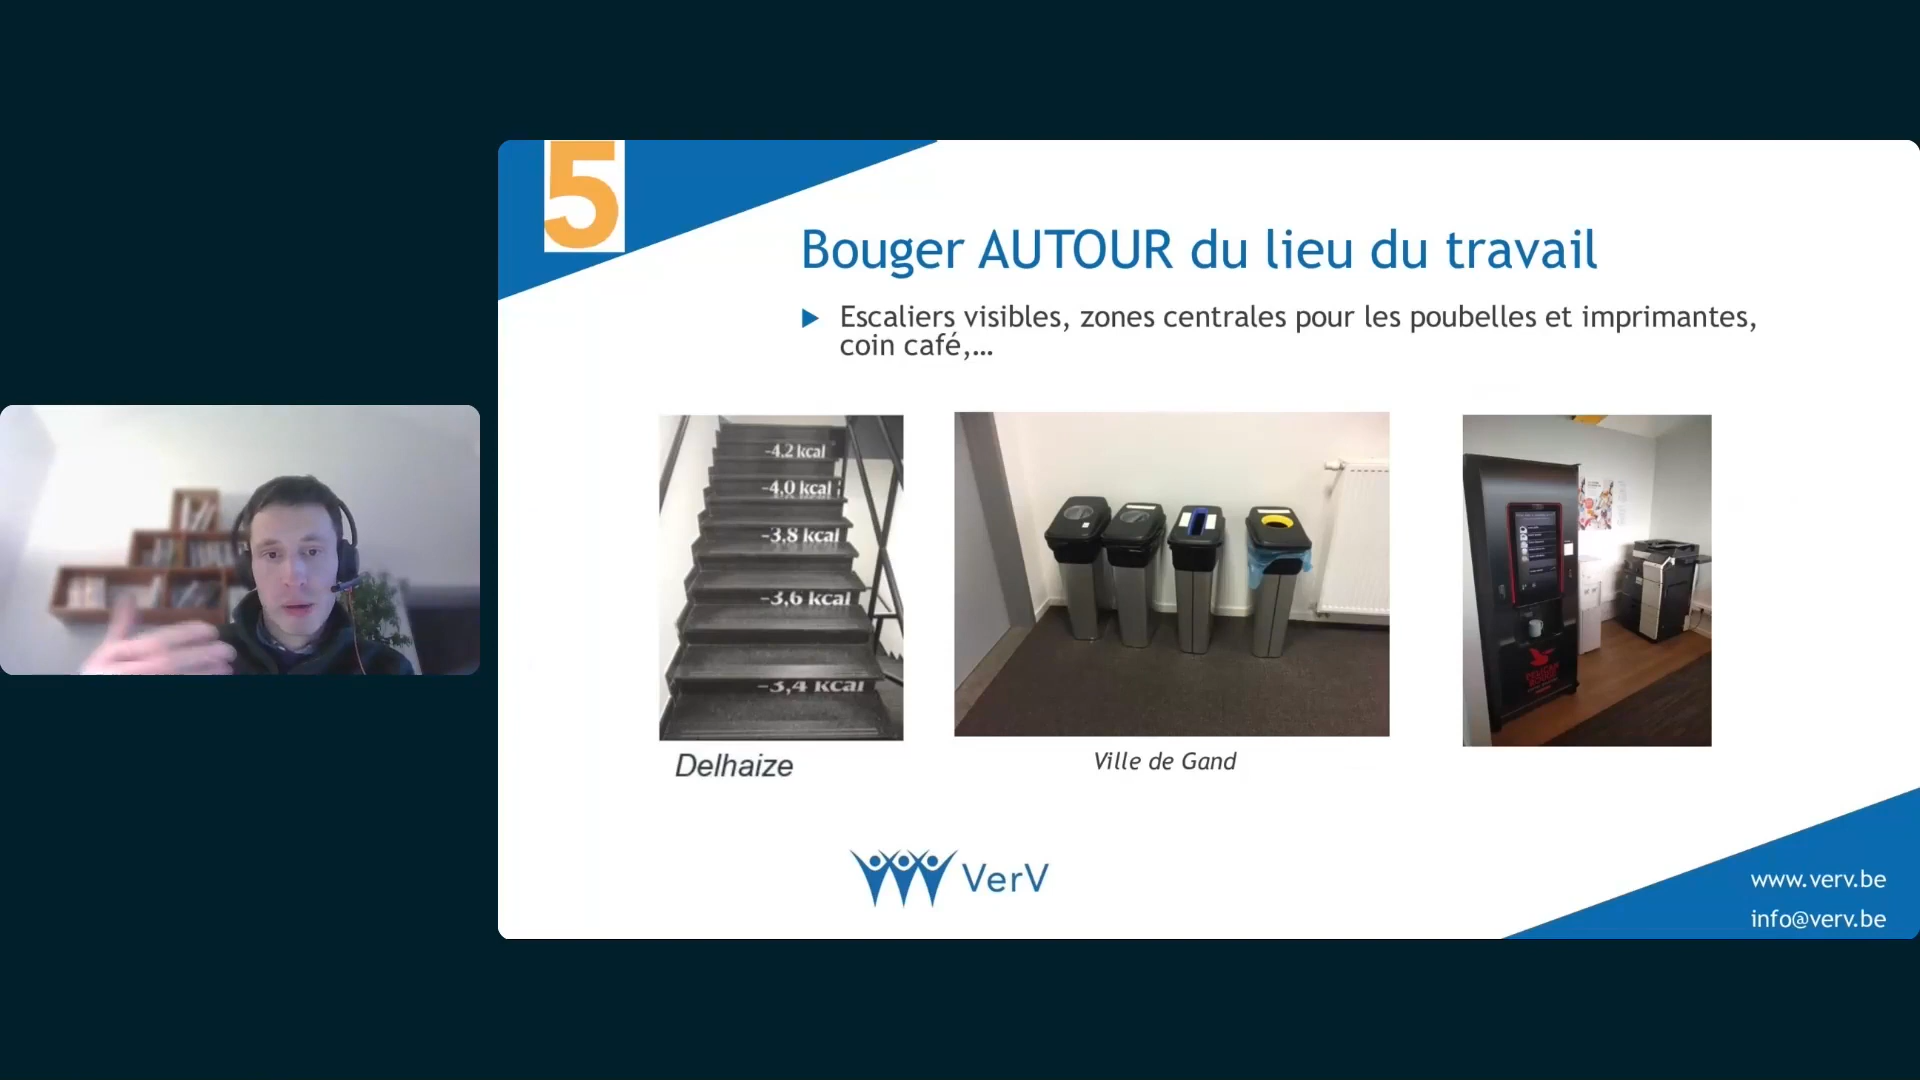 5
Bouger AUTOUR du lieu du travail
Escaliers visibles, zones centrales pour les poubelles et imprimantes,
coin café,...
-4.2 kcal
-4.0 kcal
-3.8 kcal
-3,6 kcal
-3,4 kcal
Delhaize
Ville de Gand
VerV
www.verv.be
info@verv.be